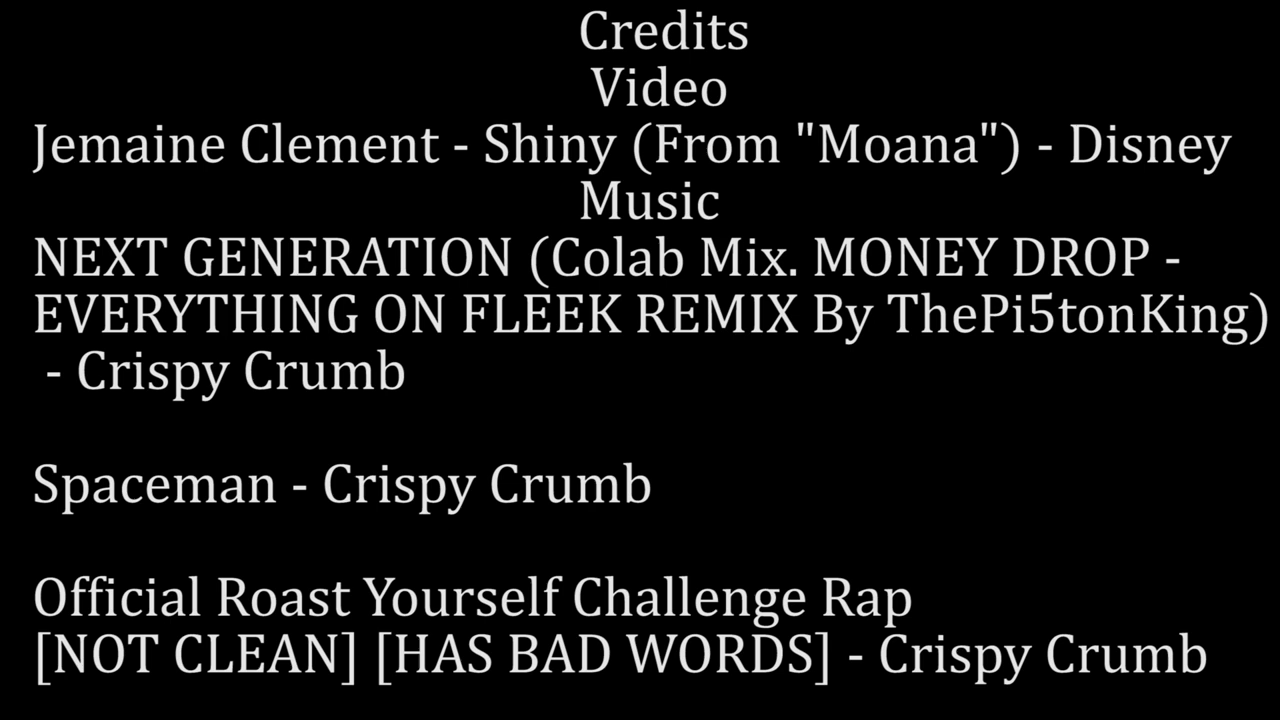 Credits
Video
Jemaine Clement - Shiny (From "Moana") - Disney
Music
NEXT GENERATION (Colab Mix. MONEY DROP -
EVERYTHING ON FLEEK REMIX By ThePi5tonKing)
- Crispy Crumb
Spaceman - Crispy Crumb
Official Roast Yourself Challenge Rap
[NOT CLEAN] [HAS BAD WORDS] - Crispy Crumb